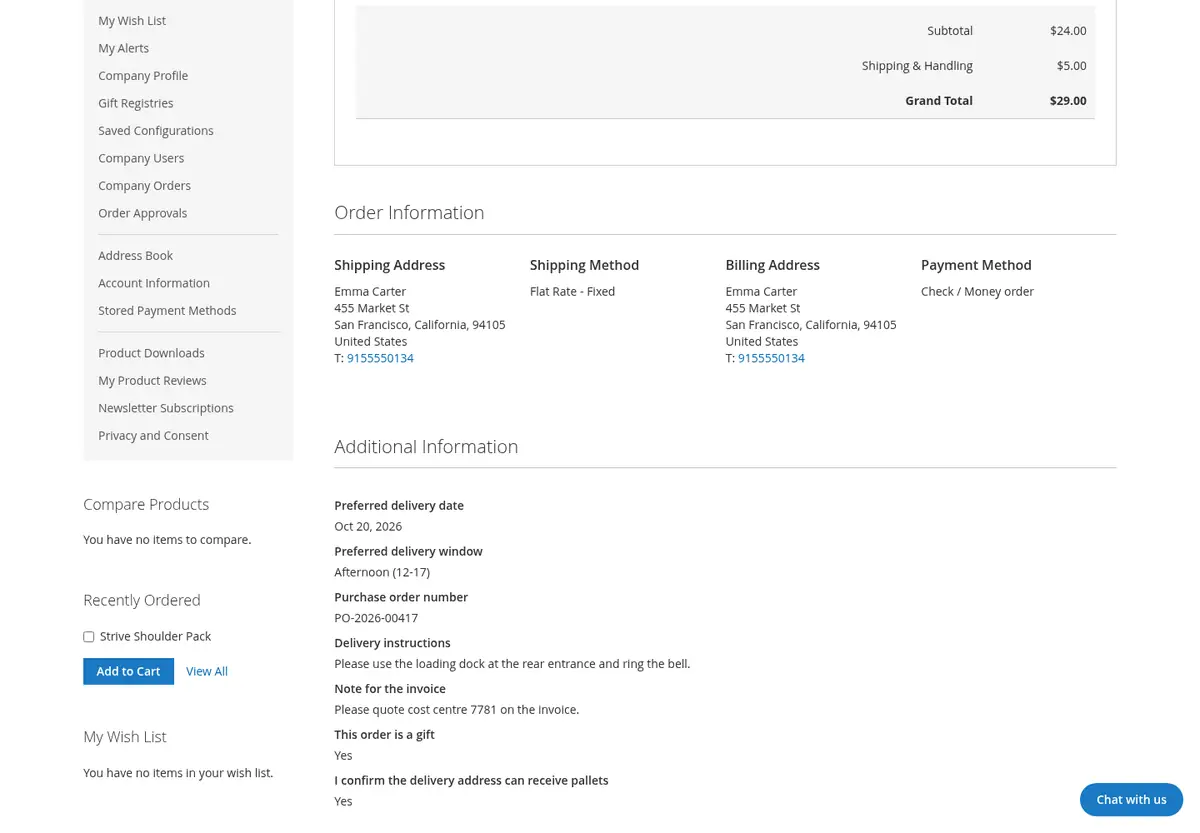 My Wish List
My Alerts
Company Profile
Gift Registries
Saved Configurations
Company Users
Company Orders
Order Approvals
Address Book
Account Information
Stored Payment Methods
Product Downloads
My Product Reviews
Newsletter Subscriptions
Privacy and Consent
Compare Products
You have no items to compare.
Recently Ordered
Strive Shoulder Pack
Add to Cart View All
My Wish List
You have no items in your wish list.
Subtotal $24.00
Shipping & Handling $5.00
Grand Total $29.00
Order Information
Shipping Address
Emma Carter
455 Market St
San Francisco, California, 94105
United States
T: 9155550134
Shipping Method
Flat Rate - Fixed
Billing Address
Emma Carter
455 Market St
San Francisco, California, 94105
United States
T: 9155550134
Payment Method
Check / Money order
Additional Information
Preferred delivery date
Oct 20, 2026
Preferred delivery window
Afternoon (12-17)
Purchase order number
PO-2026-00417
Delivery instructions
Please use the loading dock at the rear entrance and ring the bell.
Note for the invoice
Please quote cost centre 7781 on the invoice.
This order is a gift
Yes
I confirm the delivery address can receive pallets
Yes
Chat with us